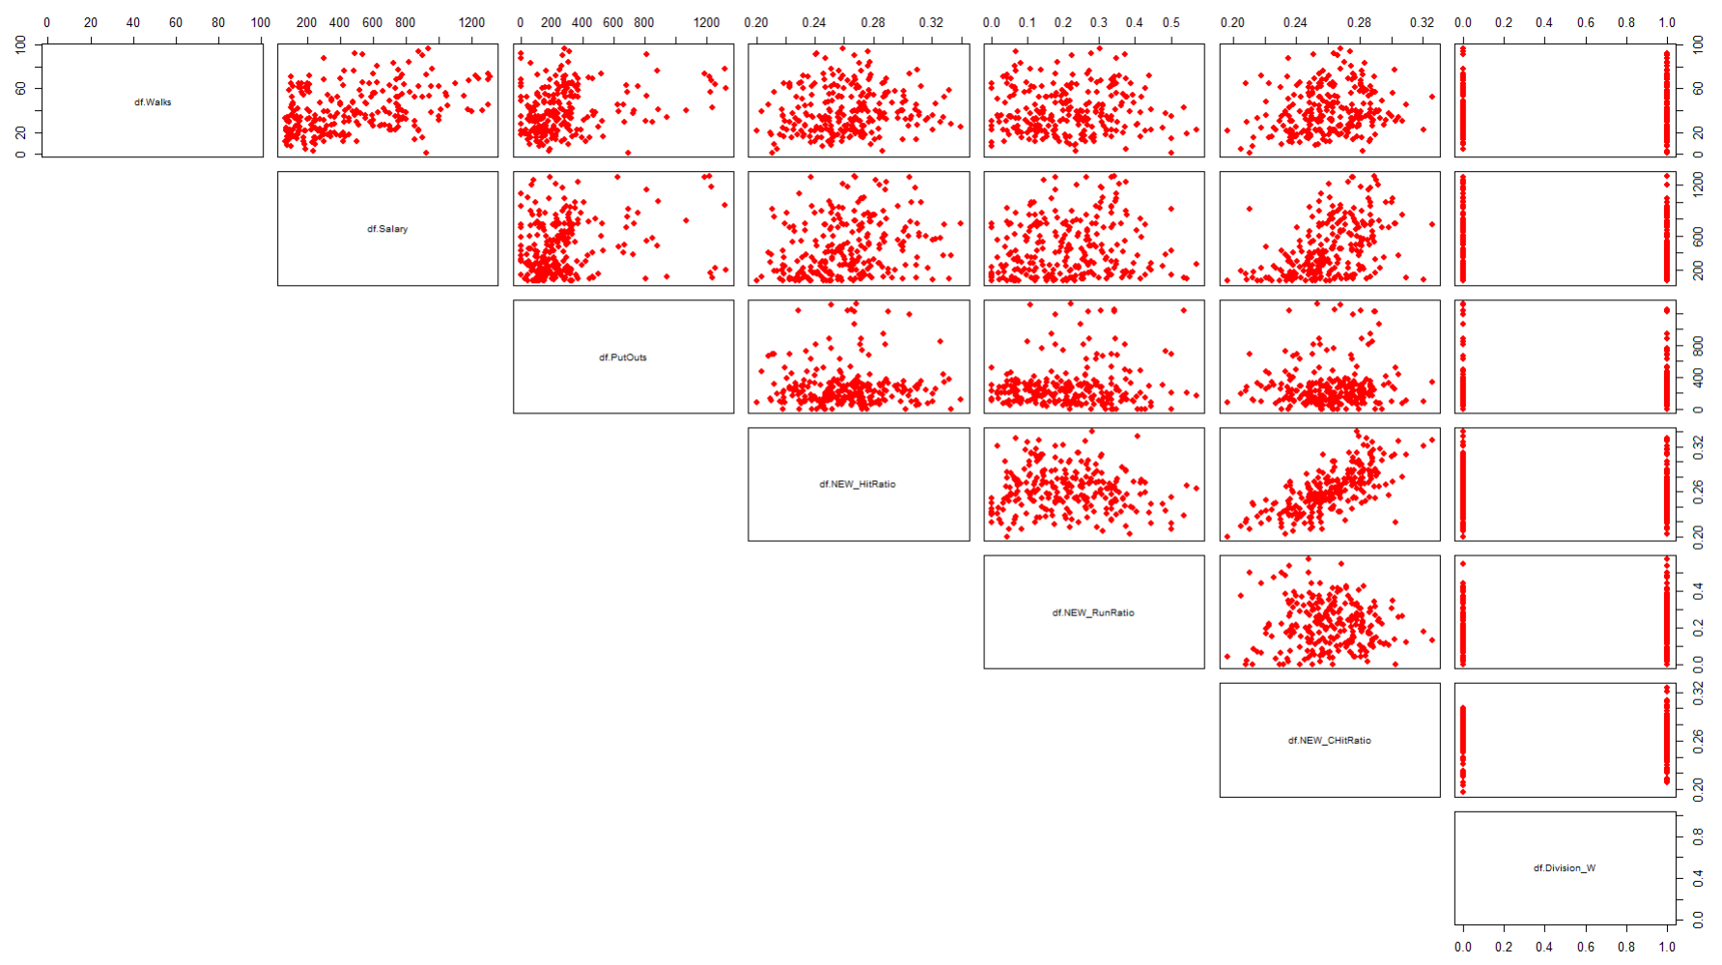 0 20 40 60 80 100 0 200 400 600 800 1200 0 200 400 600 800 1200 0.20 0.24 0.28 0.32 0.0 0.1 0.2 0.3 0.4 0.5 0.20 0.24 0.28 0.32 0.0 0.2 0.4 0.6 0.8 1.0
0 20 60 100
df.Walks
0 20 60 100
df.Salary
200 600 1200
df.PutOuts
0 400 800
df.NEW_HitRatio
0.20 0.26 0.32
df.NEW_RunRatio
0.0 0.2 0.4
df.NEW_CHitRatio
0.20 0.26 0.32
df.Division_W
0.0 0.4 0.8
0.0 0.2 0.4 0.6 0.8 1.0